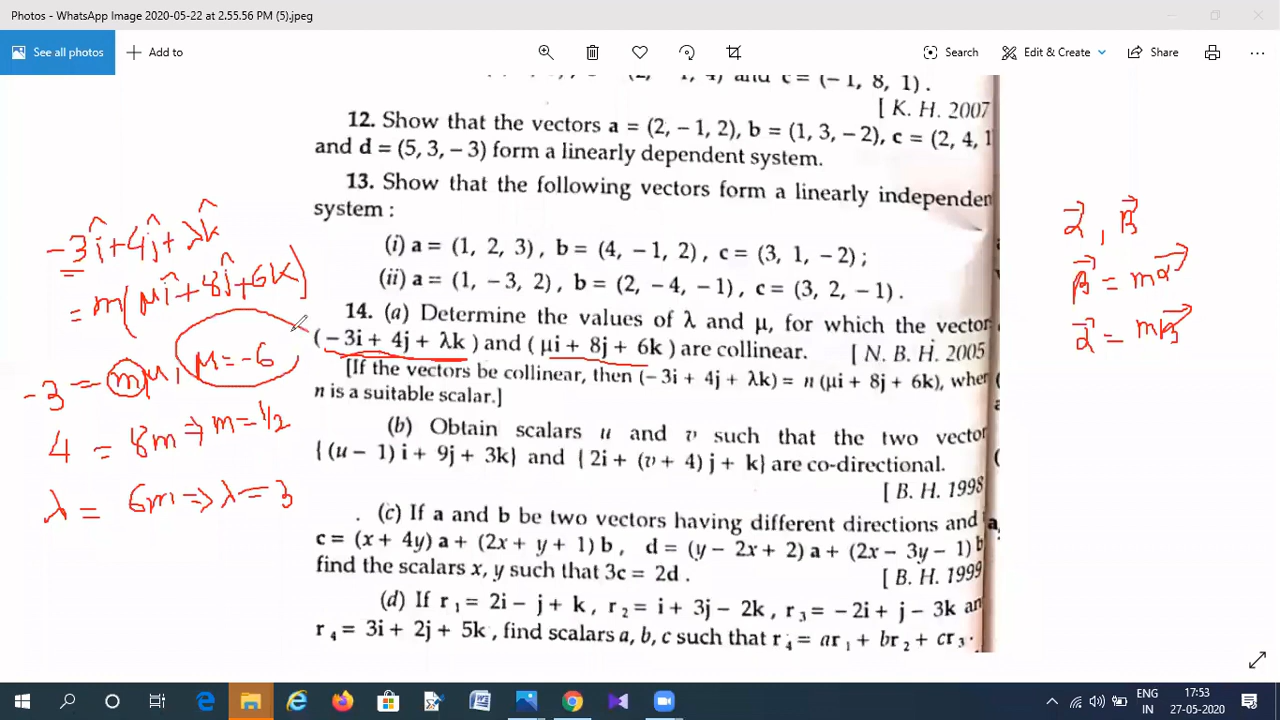 Photos - WhatsApp Image 2020-05-22 at 2.55.56 PM (5).jpeg
See all photos
Add to
Search
Edit & Create
Share
and c = (- 1, 8, 1) .
[ K. H. 2007
12. Show that the vectors a = (2, - 1, 2), b = (1, 3, - 2), c = (2, 4, 1
and d = (5, 3, - 3) form a linearly dependent system.
13. Show that the following vectors form a linearly independen
system :
(i) a = (1, 2, 3) , b = (4, - 1, 2) , c = (3, 1, - 2) ;
(ii) a = (1, - 3, 2) , b = (2, - 4, - 1) , c = (3, 2, - 1) .
14. (a) Determine the values of λ and μ, for which the vector
( - 3i + 4j + λk ) and ( μi + 8j + 6k ) are collinear. [ N. B. H. 2005
[If the vectors be collinear, then (- 3i + 4j + λk) = n (μi + 8j + 6k), when
n is a suitable scalar.]
(b) Obtain scalars u and v such that the two vector
{ (u - 1) i + 9j + 3k} and { 2i + (v + 4) j + k} are co-directional.
[ B. H. 1998
. (c) If a and b be two vectors having different directions and a,
c = (x + 4y) a + (2x + y + 1) b , d = (y - 2x + 2) a + (2x - 3y - 1) b
find the scalars x, y such that 3c = 2d .
[ B. H. 1999
(d) If r₁ = 2i - j + k , r₂ = i + 3j - 2k , r₃ = - 2i + j - 3k an
r₄ = 3i + 2j + 5k , find scalars a, b, c such that r₄ = ar₁ + br₂ + cr₃ .
-3î + 4ĵ + λk̂
= m(μî + 8ĵ + 6k̂)
-3 = mμ, μ = -6
4 = 8m ⇒ m = 1/2
λ = 6m ⇒ λ = 3
α⃗ , β⃗
β⃗ = mα⃗
α⃗ = mβ⃗
ENG
IN
17:53
27-05-2020